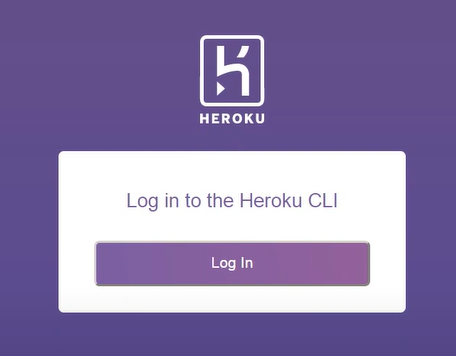 HEROKU
Log in to the Heroku CLI
Log In